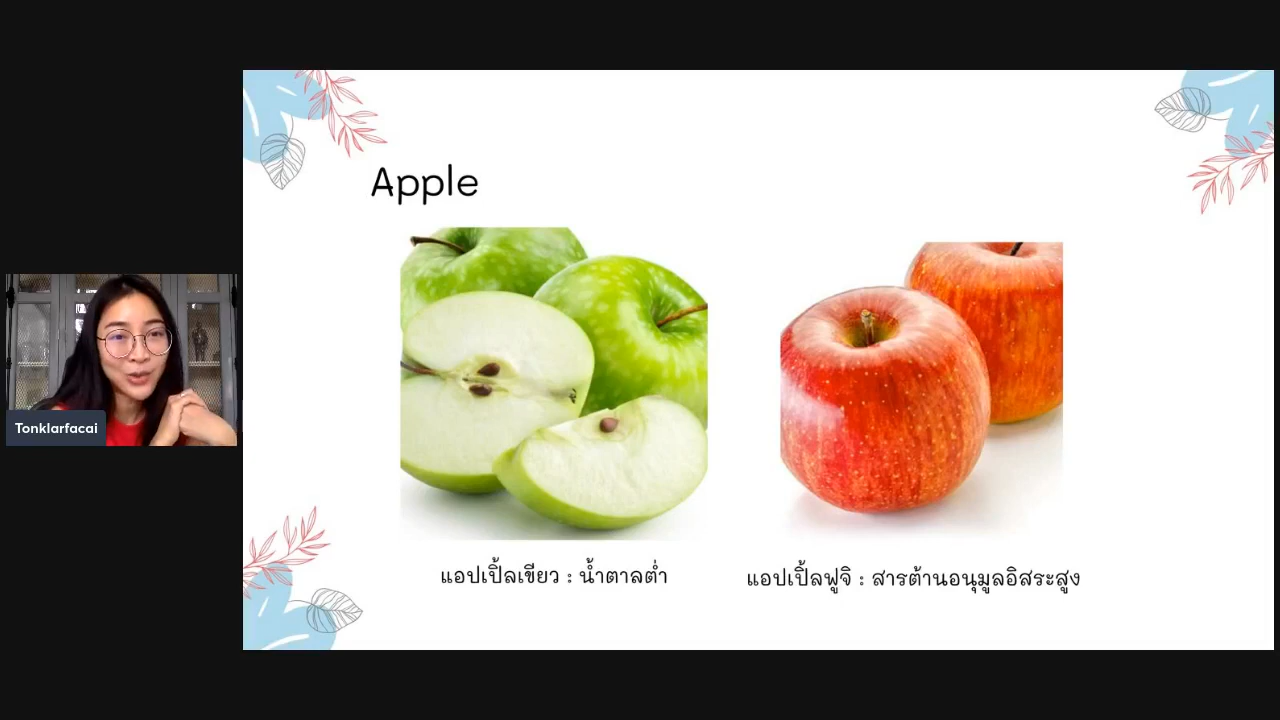 Apple
Tonklarfacai
แอปเปิ้ลเขียว : น้ำตาลต่ำ
แอปเปิ้ลฟูจิ : สารต้านอนุมูลอิสระสูง